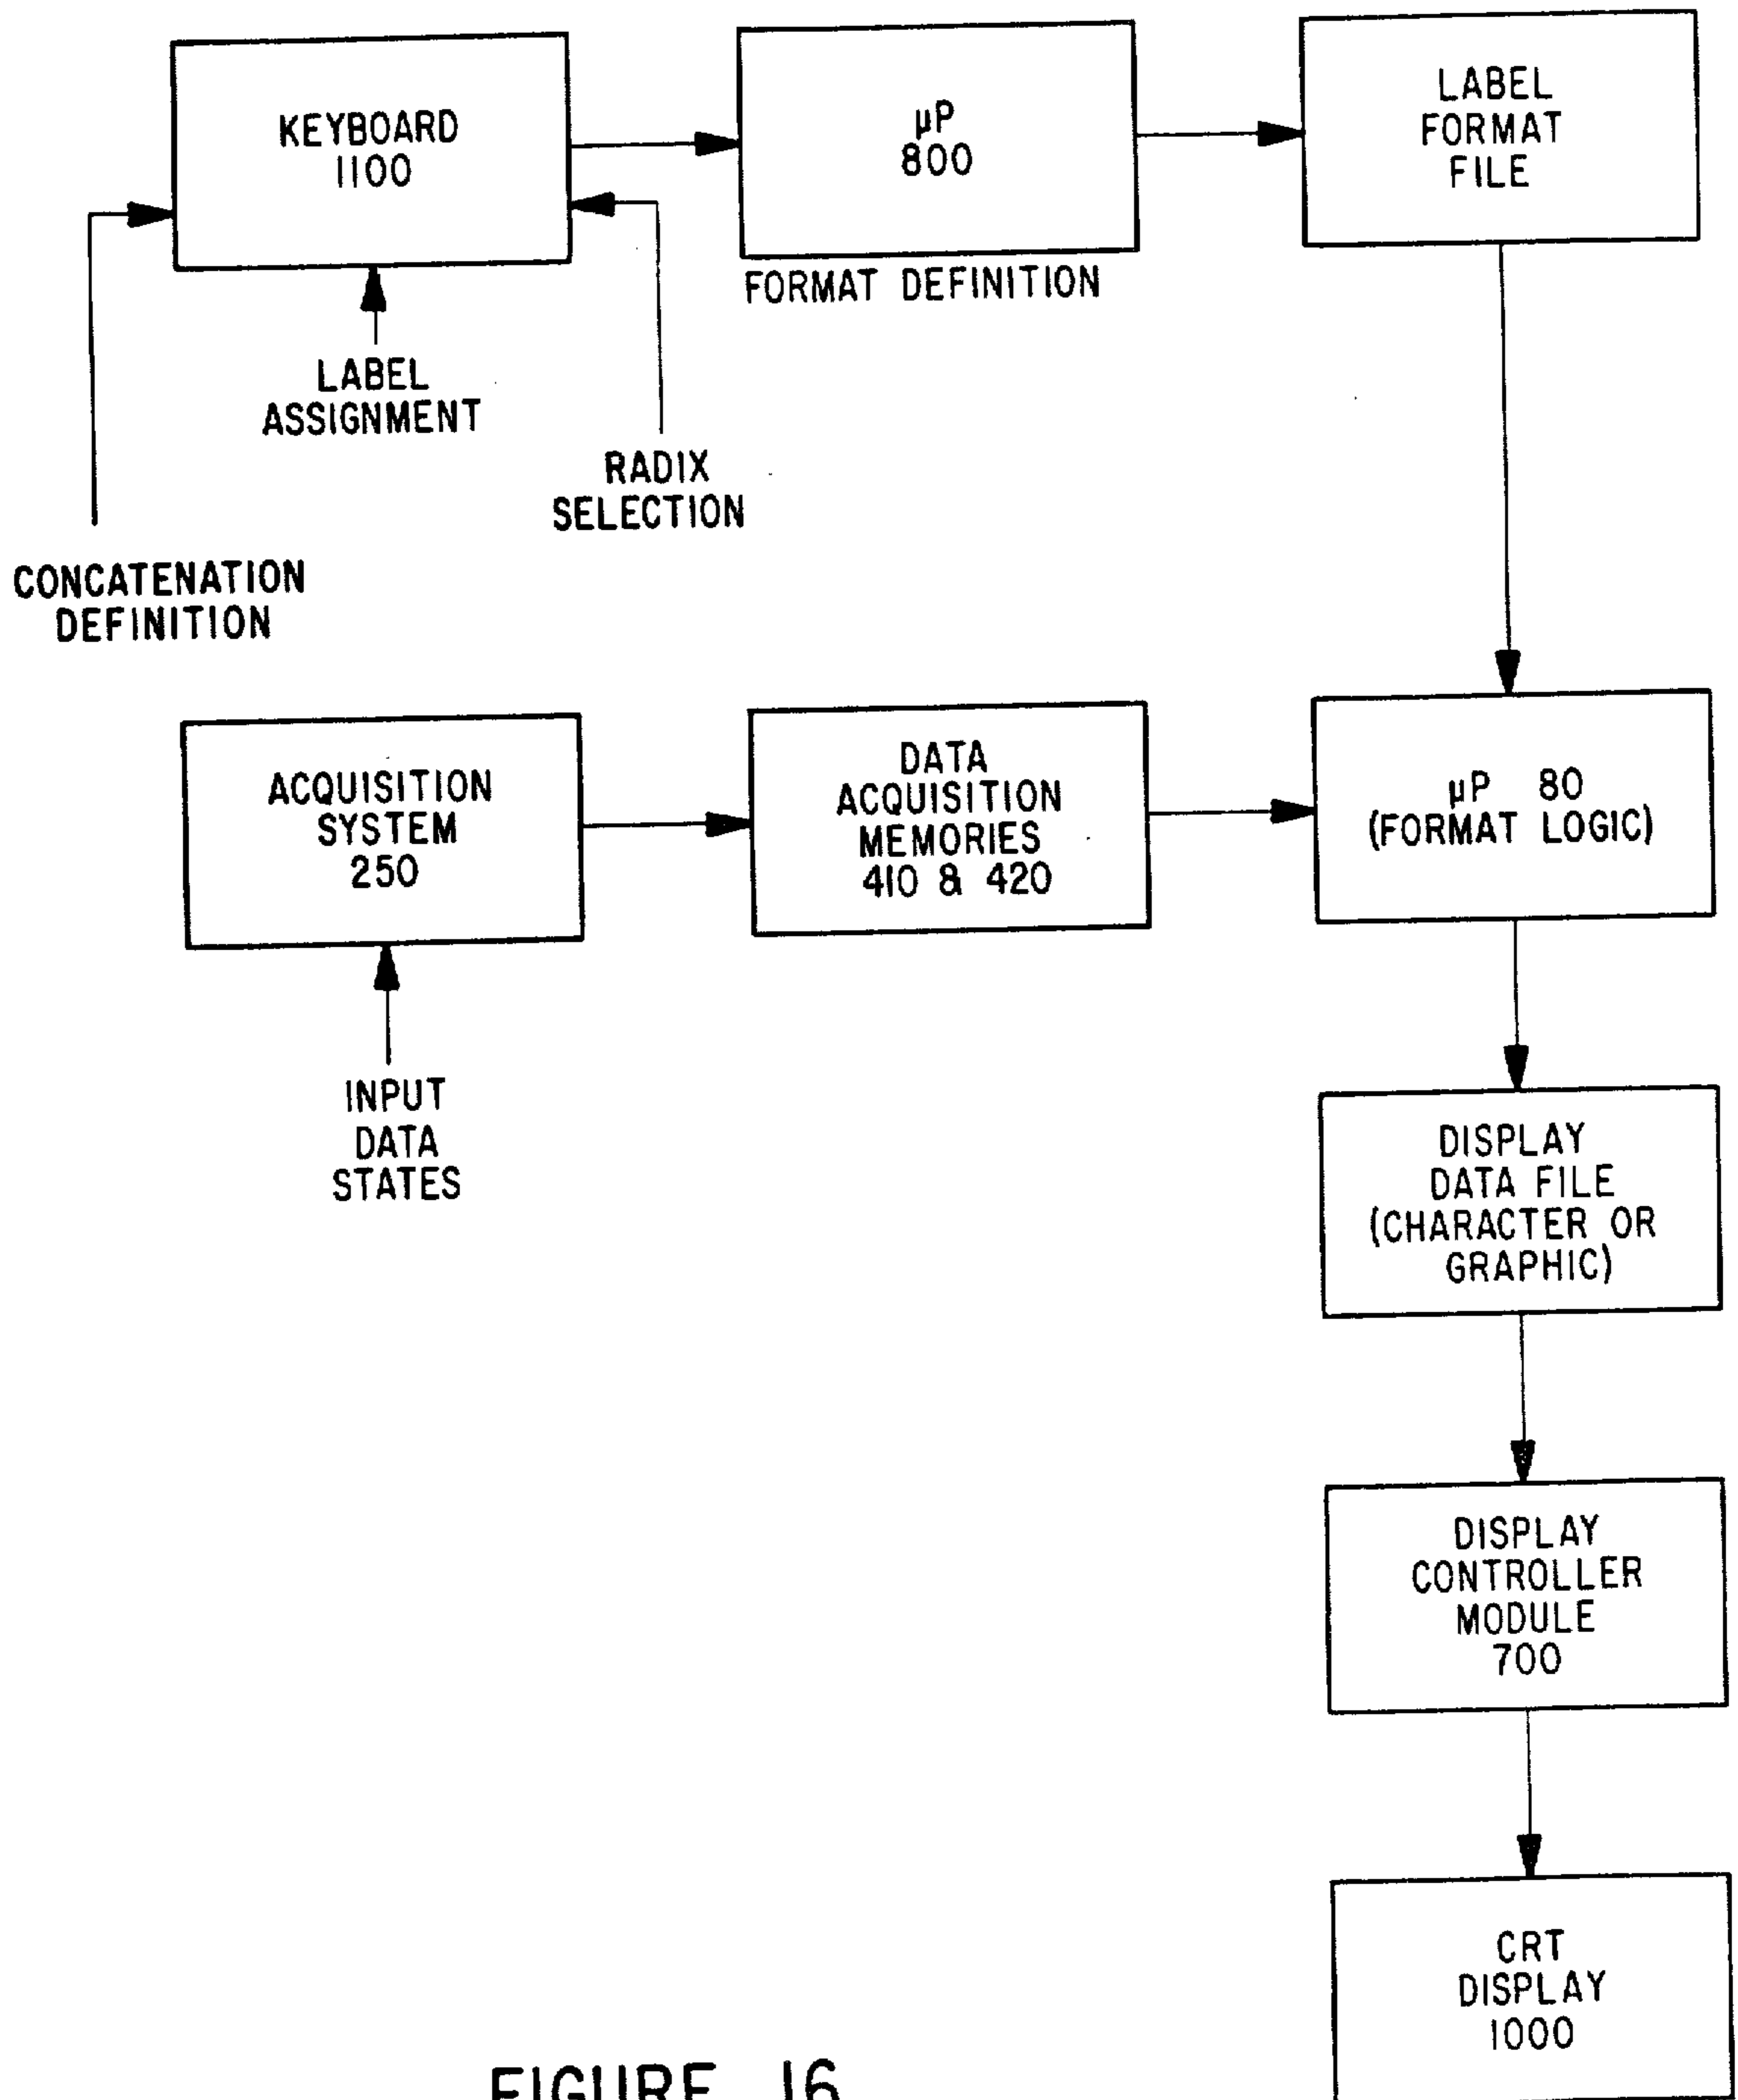 KEYBOARD
1100
µP
800
LABEL
FORMAT
FILE
FORMAT DEFINITION
LABEL
ASSIGNMENT
RADIX
SELECTION
CONCATENATION
DEFINITION
ACQUISITION
SYSTEM
250
DATA
ACQUISITION
MEMORIES
410 & 420
µP 80
(FORMAT LOGIC)
INPUT
DATA
STATES
DISPLAY
DATA FILE
(CHARACTER OR
GRAPHIC)
DISPLAY
CONTROLLER
MODULE
700
CRT
DISPLAY
1000
FIGURE 16